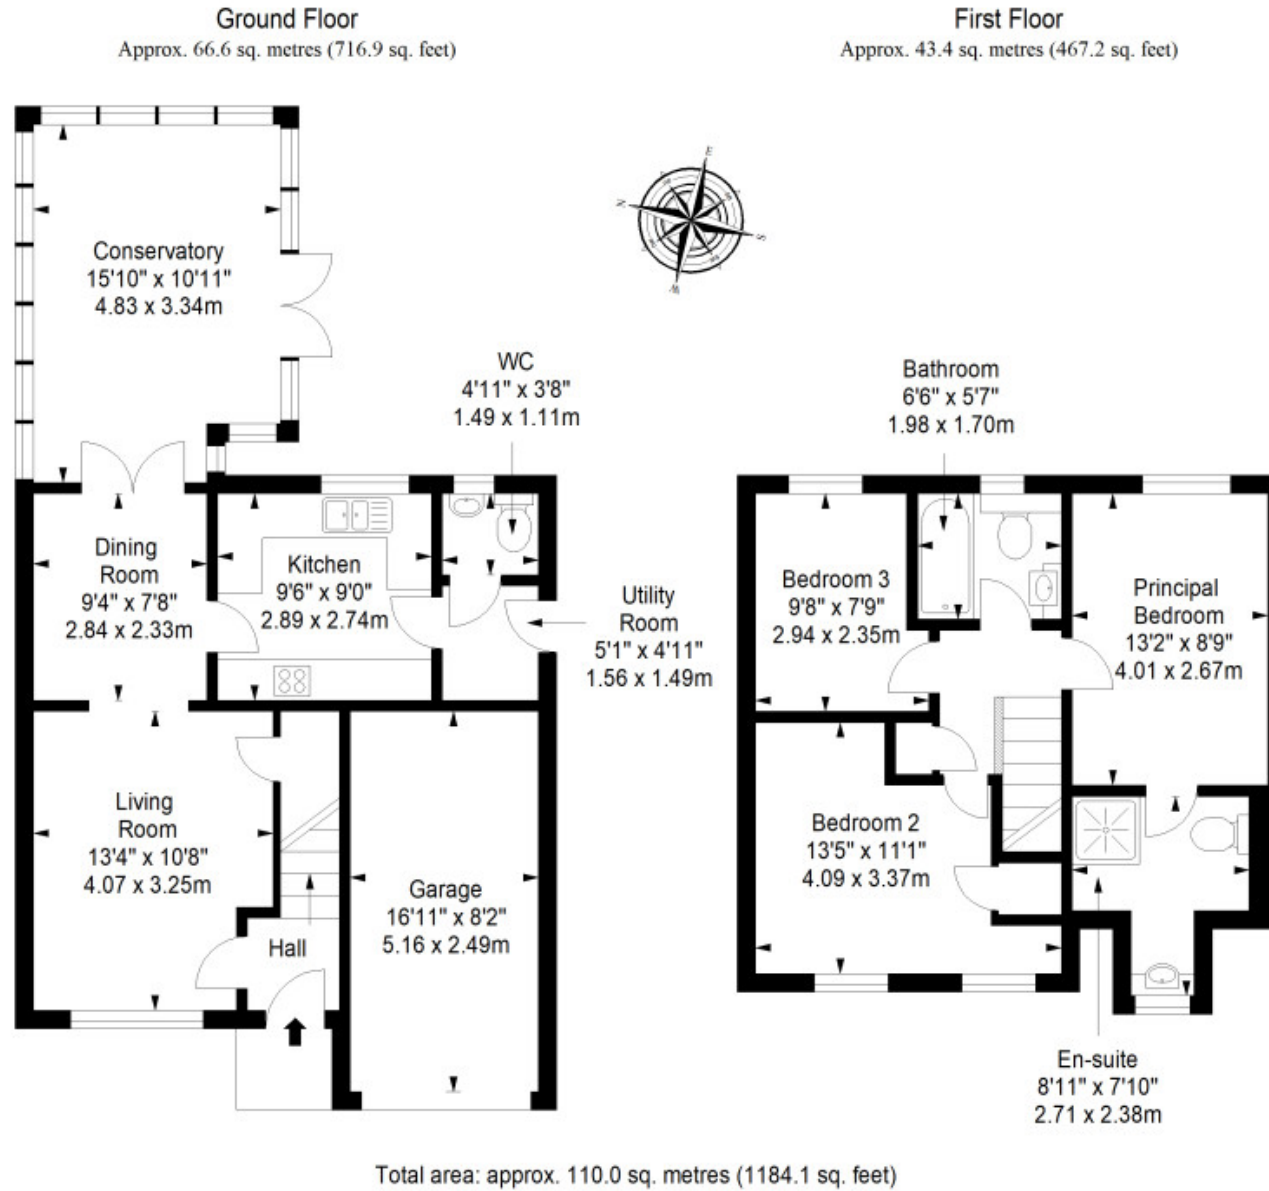 Ground Floor
Approx. 66.6 sq. metres (716.9 sq. feet)
First Floor
Approx. 43.4 sq. metres (467.2 sq. feet)
E
N
S
W
Conservatory
15'10" x 10'11"
4.83 x 3.34m
WC
4'11" x 3'8"
1.49 x 1.11m
Bathroom
6'6" x 5'7"
1.98 x 1.70m
Dining
Room
9'4" x 7'8"
2.84 x 2.33m
Kitchen
9'6" x 9'0"
2.89 x 2.74m
Utility
Room
5'1" x 4'11"
1.56 x 1.49m
Bedroom 3
9'8" x 7'9"
2.94 x 2.35m
Principal
Bedroom
13'2" x 8'9"
4.01 x 2.67m
Living
Room
13'4" x 10'8"
4.07 x 3.25m
Garage
16'11" x 8'2"
5.16 x 2.49m
Hall
Bedroom 2
13'5" x 11'1"
4.09 x 3.37m
En-suite
8'11" x 7'10"
2.71 x 2.38m
Total area: approx. 110.0 sq. metres (1184.1 sq. feet)